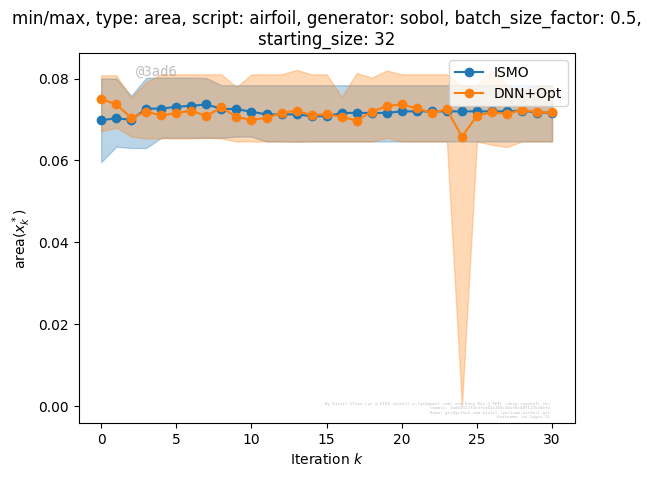 min/max, type: area, script: airfoil, generator: sobol, batch_size_factor: 0.5,
starting_size: 32
@3ad6
ISMO
DNN+Opt
0.08
0.06
0.04
0.02
0.00
area(x_k^*)
0 5 10 15 20 25 30
Iteration k